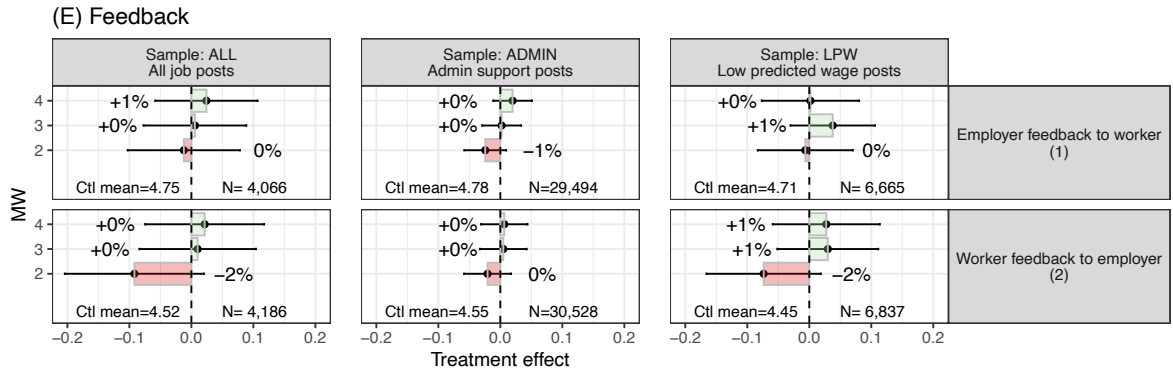 (E) Feedback
Sample: ALL
All job posts
Sample: ADMIN
Admin support posts
Sample: LPW
Low predicted wage posts
MW
4
3
2
+1%
+0%
0%
Ctl mean=4.75 N= 4,066
+0%
+0%
−1%
Ctl mean=4.78 N=29,494
+0%
+1%
0%
Ctl mean=4.71 N= 6,665
Employer feedback to worker
(1)
4
3
2
+0%
+0%
−2%
Ctl mean=4.52 N= 4,186
+0%
+0%
0%
Ctl mean=4.55 N=30,528
+1%
+1%
−2%
Ctl mean=4.45 N= 6,837
Worker feedback to employer
(2)
−0.2 −0.1 0.0 0.1 0.2
−0.2 −0.1 0.0 0.1 0.2
−0.2 −0.1 0.0 0.1 0.2
Treatment effect